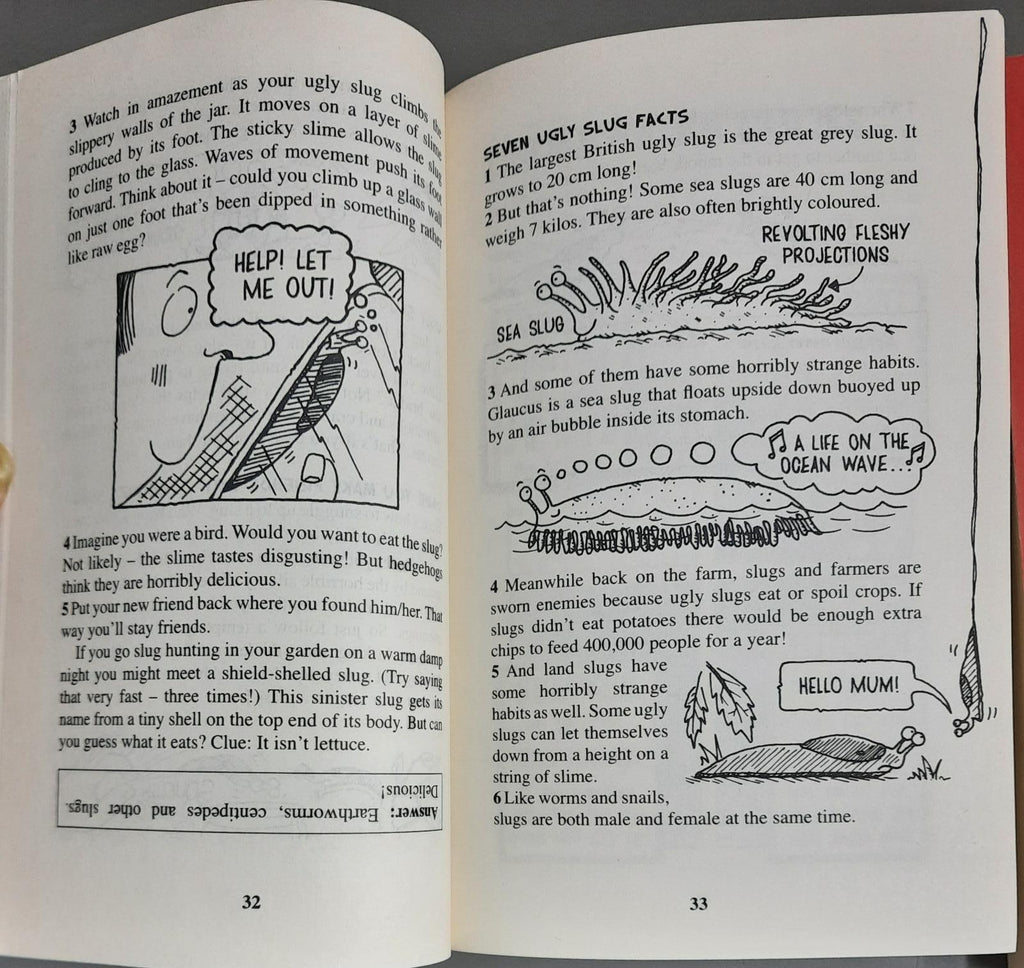 3 Watch in amazement as your ugly slug climbs the
slippery walls of the jar. It moves on a layer of slime
produced by its foot. The sticky slime allows the slug
to cling to the glass. Waves of movement push its foot
forward. Think about it – could you climb up a glass wall
on just one foot that's been dipped in something rather
like raw egg?
HELP! LET
ME OUT!
4 Imagine you were a bird. Would you want to eat the slug?
Not likely – the slime tastes disgusting! But hedgehogs
think they are horribly delicious.
5 Put your new friend back where you found him/her. That
way you'll stay friends.
If you go slug hunting in your garden on a warm damp
night you might meet a shield-shelled slug. (Try saying
that very fast – three times!) This sinister slug gets its
name from a tiny shell on the top end of its body. But can
you guess what it eats? Clue: It isn't lettuce.
Answer: Earthworms, centipedes and other slugs.
Delicious!
32
SEVEN UGLY SLUG FACTS
1 The largest British ugly slug is the great grey slug. It
grows to 20 cm long!
2 But that's nothing! Some sea slugs are 40 cm long and
weigh 7 kilos. They are also often brightly coloured.
REVOLTING FLESHY
PROJECTIONS
SEA SLUG
3 And some of them have some horribly strange habits.
Glaucus is a sea slug that floats upside down buoyed up
by an air bubble inside its stomach.
A LIFE ON THE
OCEAN WAVE...
4 Meanwhile back on the farm, slugs and farmers are
sworn enemies because ugly slugs eat or spoil crops. If
slugs didn't eat potatoes there would be enough extra
chips to feed 400,000 people for a year!
5 And land slugs have
some horribly strange
habits as well. Some ugly
slugs can let themselves
down from a height on a
string of slime.
HELLO MUM!
6 Like worms and snails,
slugs are both male and female at the same time.
33